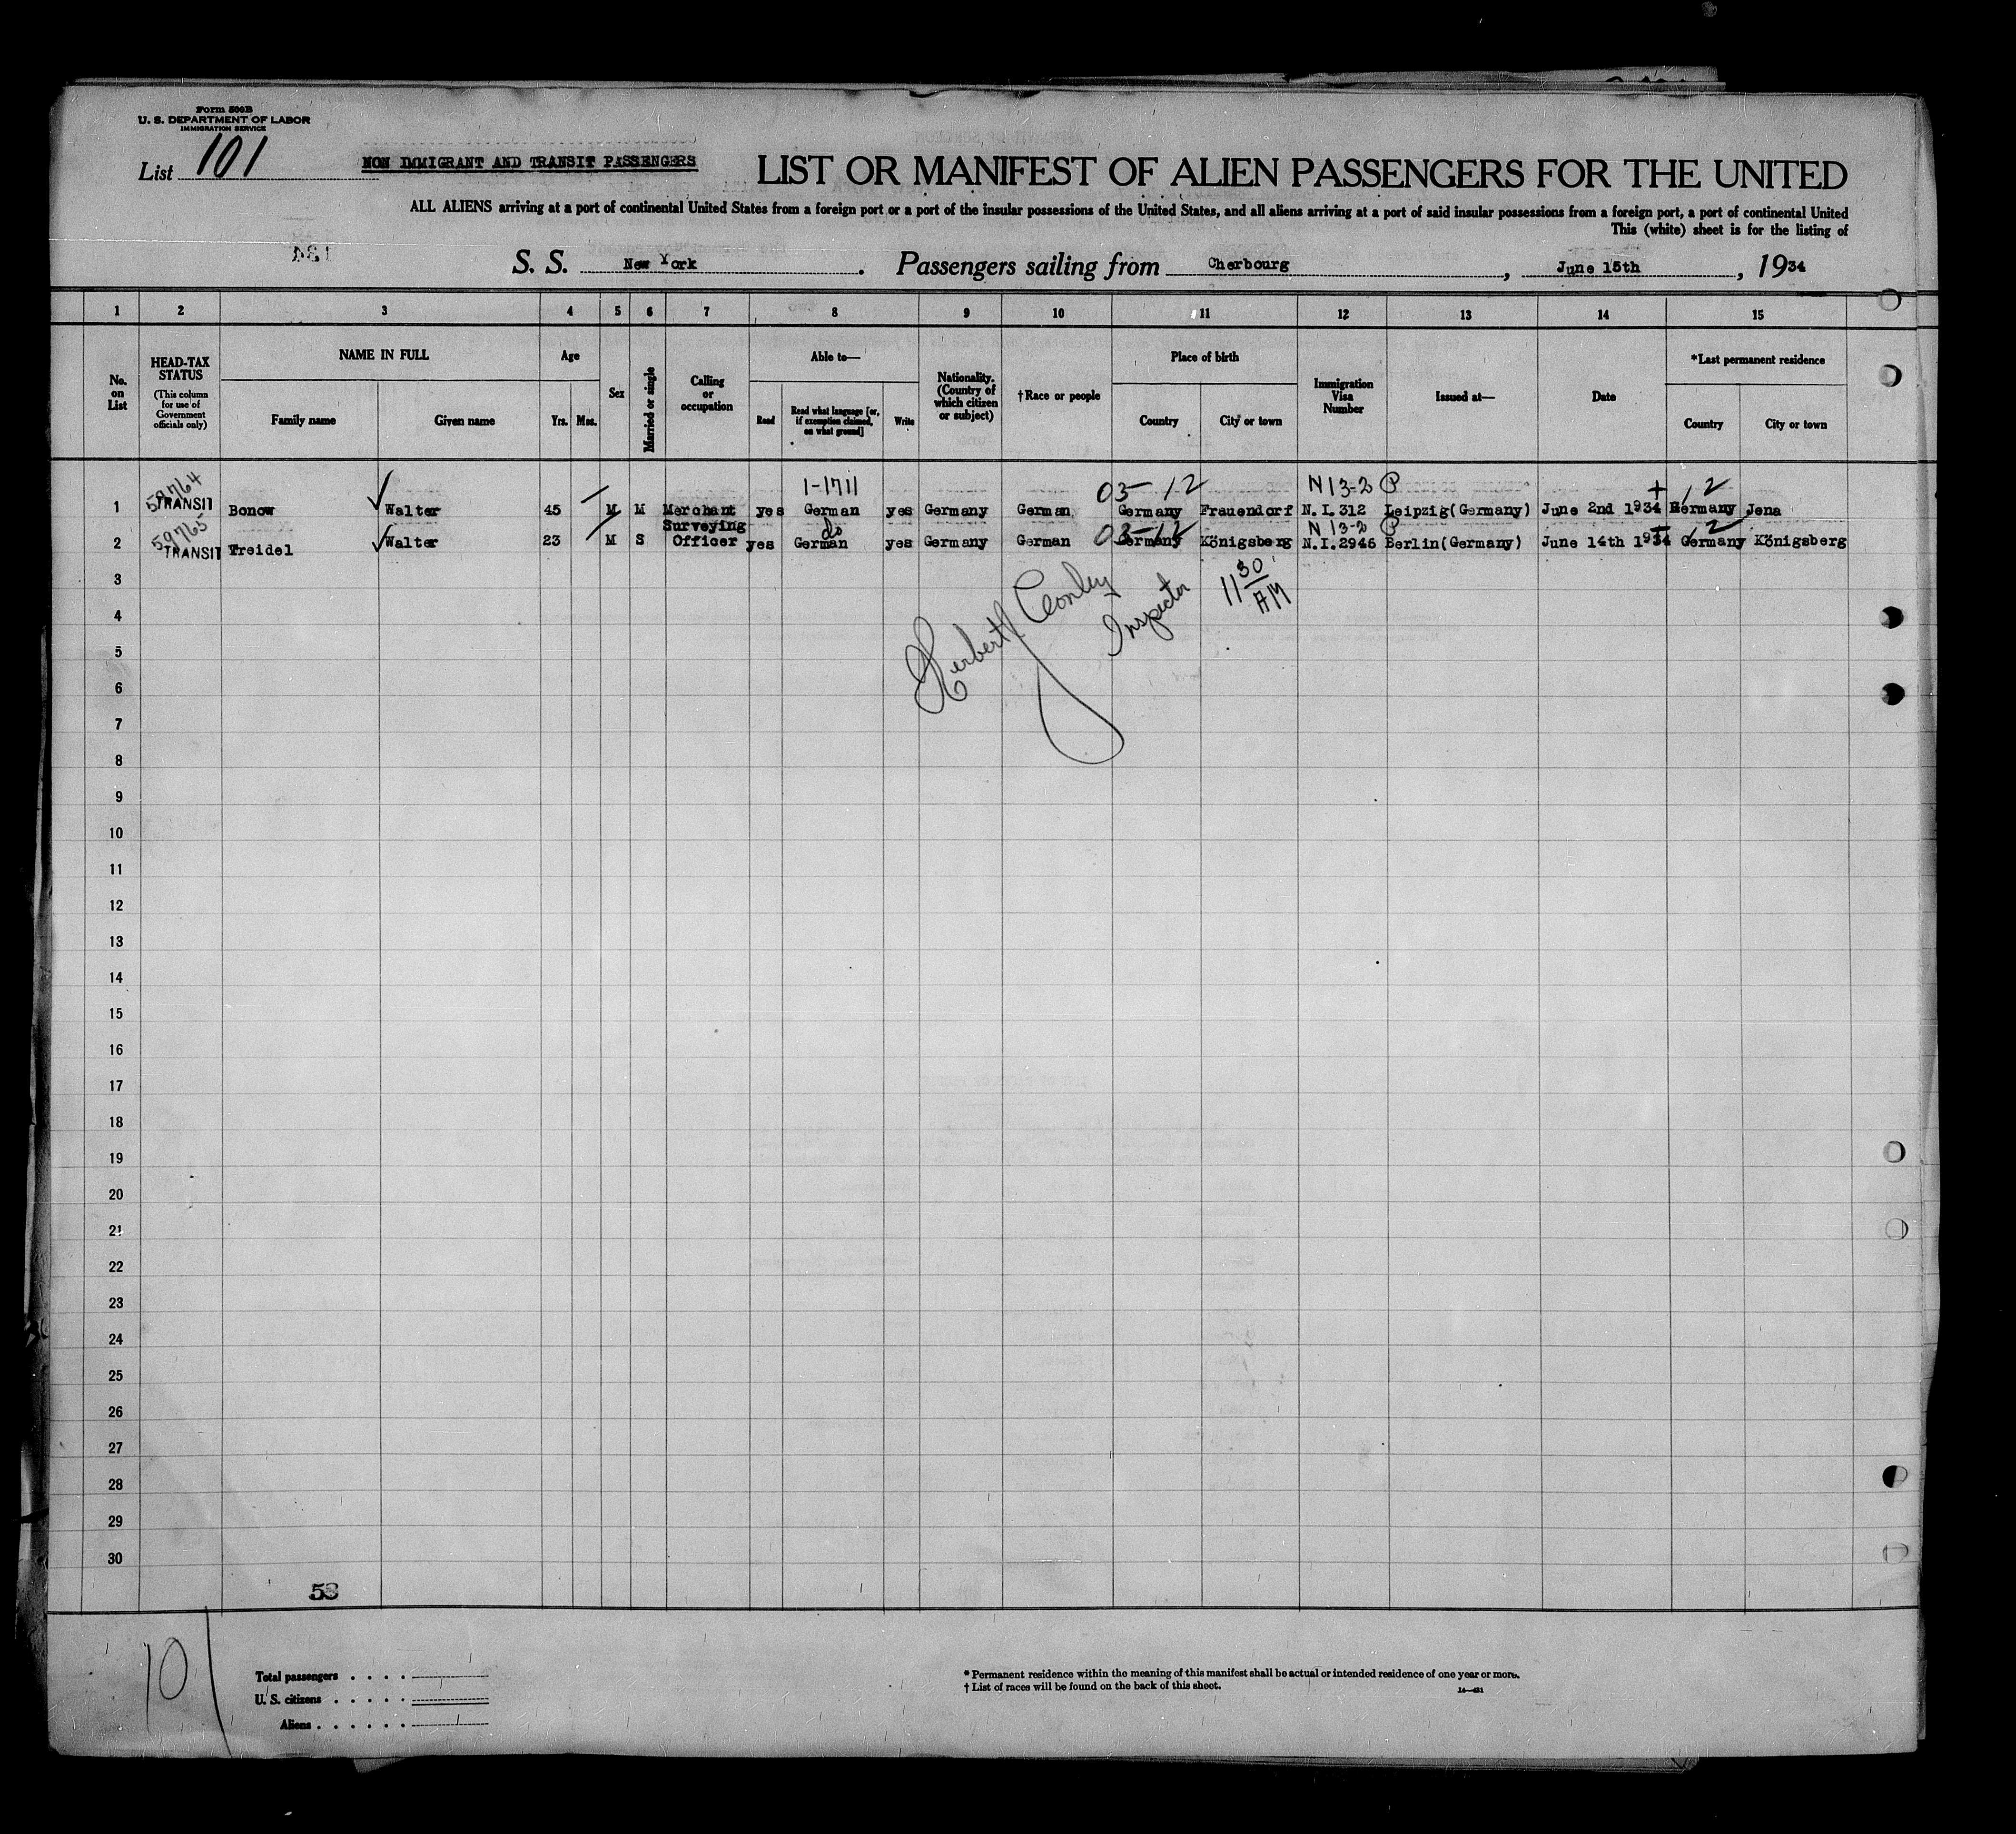 Form 500B
U. S. DEPARTMENT OF LABOR
IMMIGRATION SERVICE
List 101
NON IMMIGRANT AND TRANSIT PASSENGERS
LIST OR MANIFEST OF ALIEN PASSENGERS FOR THE UNITED
ALL ALIENS arriving at a port of continental United States from a foreign port or a port of the insular possessions of the United States, and all aliens arriving at a port of said insular possessions from a foreign port, a port of continental United
This (white) sheet is for the listing of
S. S. New York. Passengers sailing from Cherbourg, June 15th, 1934
1 2 3 4 5 6 7 8 9 10 11 12 13 14 15
No. on List
HEAD-TAX STATUS
(This column for use of Government officials only)
NAME IN FULL
Family name
Given name
Age
Yrs. Mos.
Sex
Married or single
Calling or occupation
Able to—
Read
Read what language [or, if exemption claimed, on what ground]
Write
Nationality. (Country of which citizen or subject)
†Race or people
Place of birth
Country
City or town
Immigration Visa Number
Issued at—
Date
*Last permanent residence
Country
City or town
59764 1-1711 03-12 N13-2 P + 12
1 TRANSIT Bonow Walter 45 M M Merchant yes German yes Germany German Germany Frauendorf N.I.312 Leipzig(Germany) June 2nd 1934 Germany Jena
59765 Surveying do 03-12 N13-2 P 12
2 TRANSIT Treidel Walter 23 M S Officer yes German yes Germany German Germany Königsberg N.I.2946 Berlin(Germany) June 14th 1934 Germany Königsberg
3
4
5
6
7
8
9
10
11
12
13
14
15
16
17
18
19
20
21
22
23
24
25
26
27
28
29
30
Herbert Conley
Inspector
11 30 AM
53
101
Total passengers
U. S. citizens
Aliens
* Permanent residence within the meaning of this manifest shall be actual or intended residence of one year or more.
† List of races will be found on the back of this sheet.
14—431